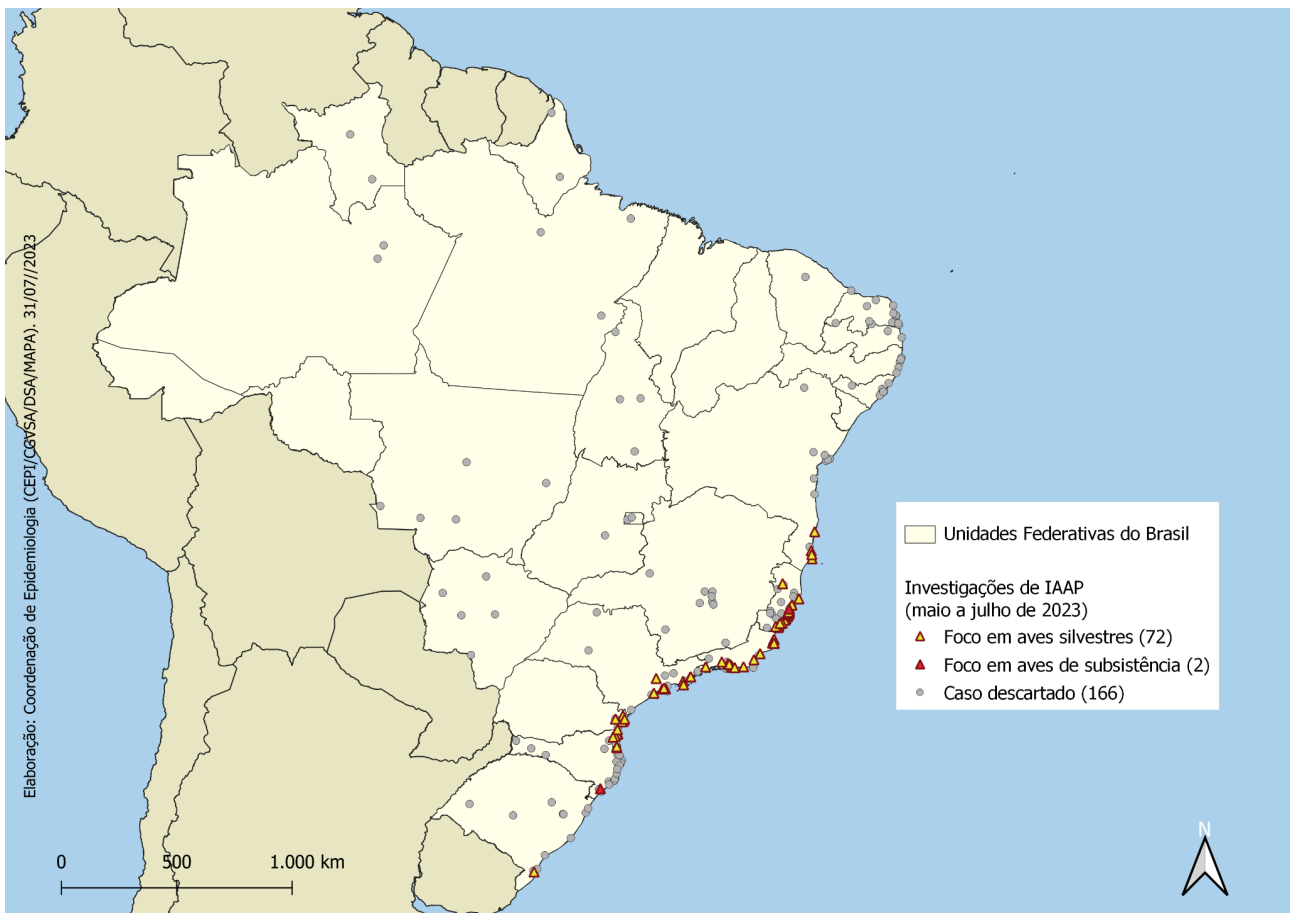 Elaboração: Coordenação de Epidemiologia (CEPI/CGVSA/DSA/MAPA). 31/07//2023
Unidades Federativas do Brasil
Investigações de IAAP
(maio a julho de 2023)
Foco em aves silvestres (72)
Foco em aves de subsistência (2)
Caso descartado (166)
0 500 1.000 km
N